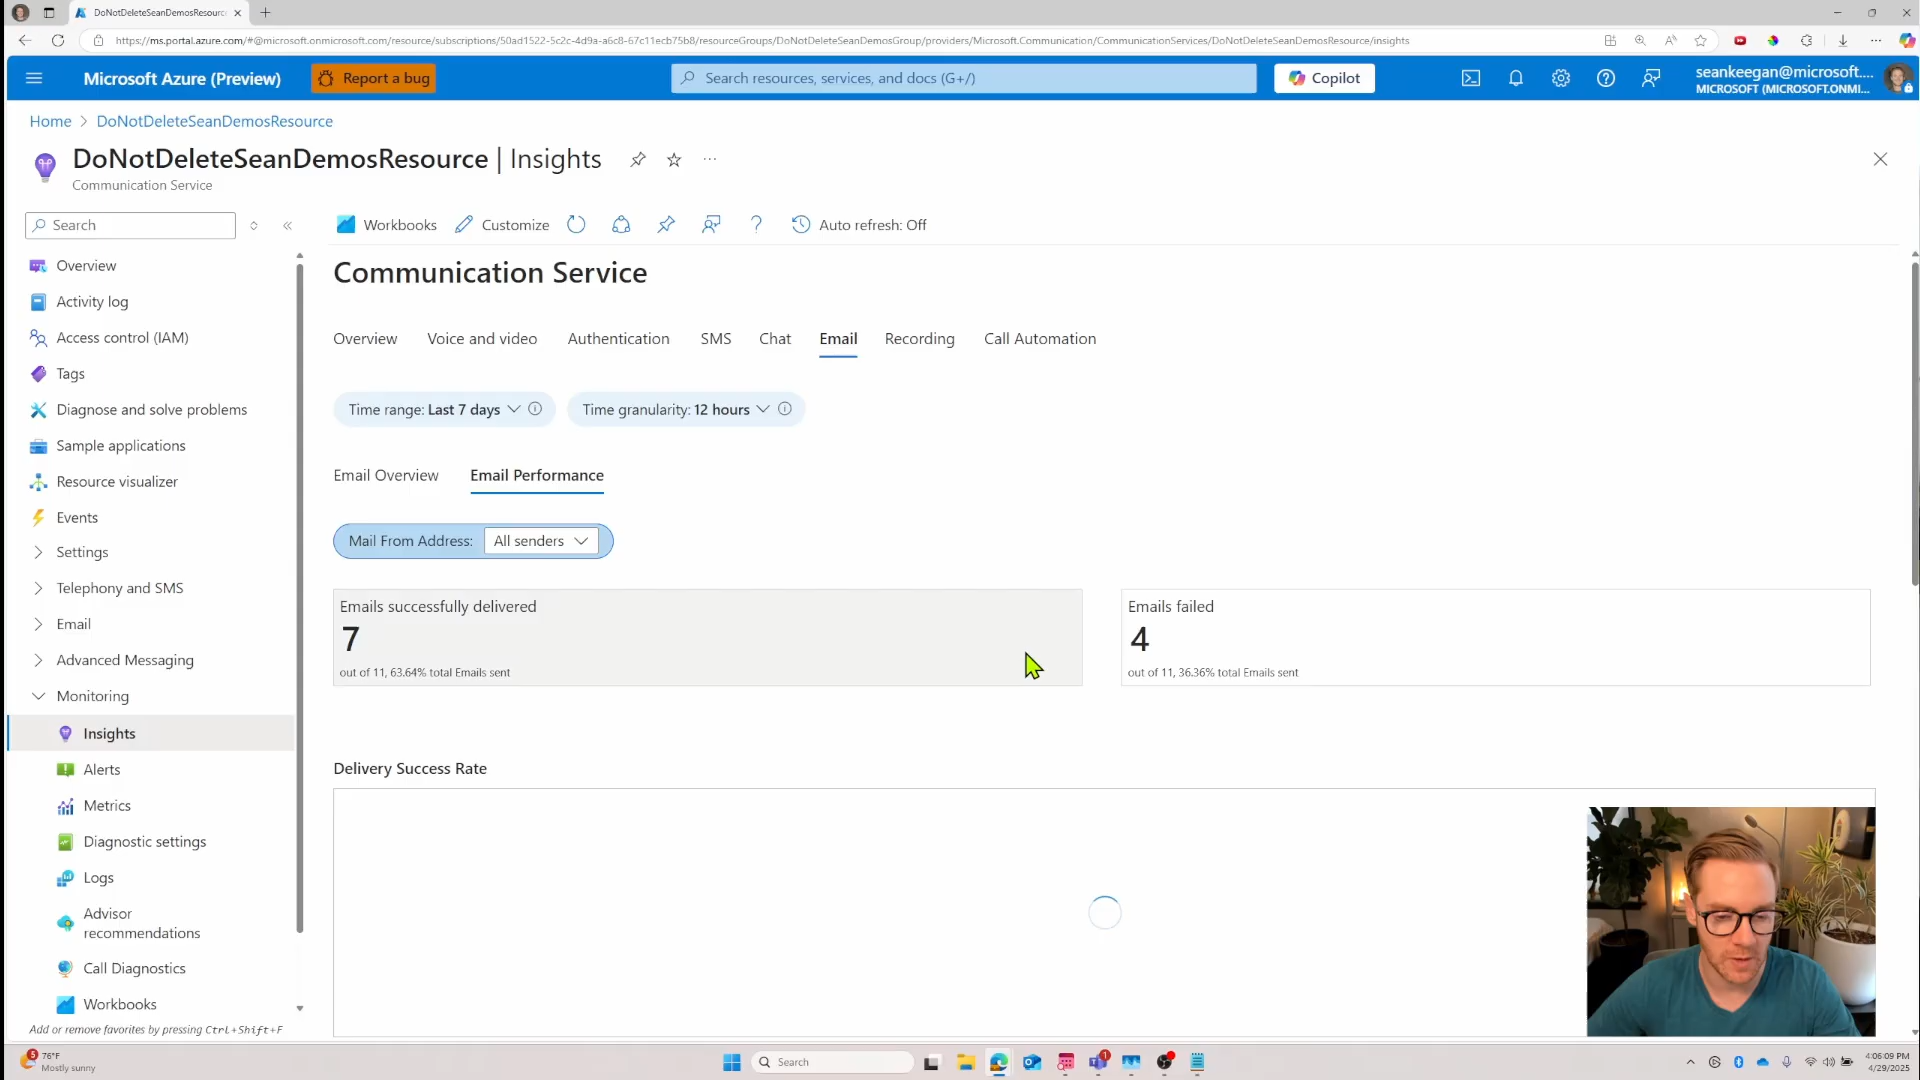 DoNotDeleteSeanDemosResourc
https://ms.portal.azure.com/#@microsoft.onmicrosoft.com/resource/subscriptions/50ad1522-5c2c-4d9a-a6c8-67c11ecb75b8/resourceGroups/DoNotDeleteSeanDemosGroup/providers/Microsoft.Communication/CommunicationServices/DoNotDeleteSeanDemosResource/insights
Microsoft Azure (Preview)
Report a bug
Search resources, services, and docs (G+/)
Copilot
seankeegan@microsoft....
MICROSOFT (MICROSOFT.ONMI...
Home > DoNotDeleteSeanDemosResource
DoNotDeleteSeanDemosResource | Insights
Communication Service
Search
Workbooks
Customize
Auto refresh: Off
Overview
Activity log
Access control (IAM)
Tags
Diagnose and solve problems
Sample applications
Resource visualizer
Events
Settings
Telephony and SMS
Email
Advanced Messaging
Monitoring
Insights
Alerts
Metrics
Diagnostic settings
Logs
Advisor
recommendations
Call Diagnostics
Workbooks
Add or remove favorites by pressing Ctrl+Shift+F
Communication Service
Overview Voice and video Authentication SMS Chat Email Recording Call Automation
Time range: Last 7 days
Time granularity: 12 hours
Email Overview
Email Performance
Mail From Address: All senders
Emails successfully delivered
7
out of 11, 63.64% total Emails sent
Emails failed
4
out of 11, 36.36% total Emails sent
Delivery Success Rate
5
76°F
Mostly sunny
Search
1
4:06:09 PM
4/29/2025